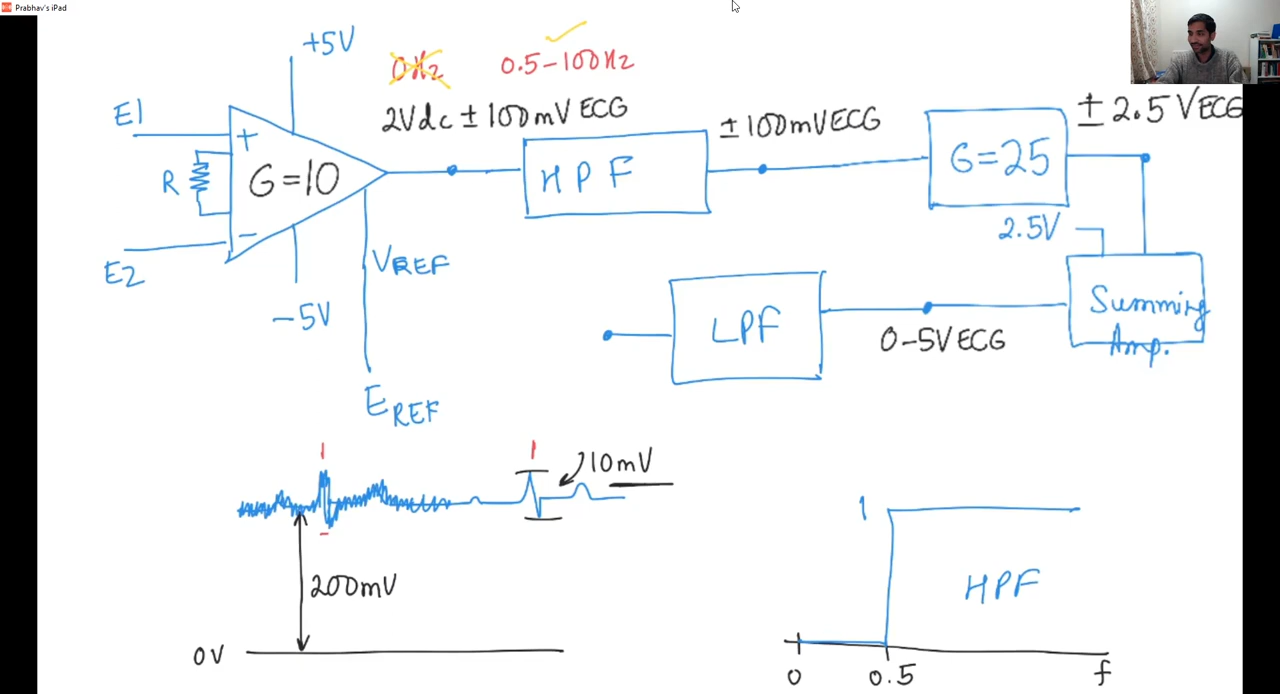 Prabhav's iPad
+5V
0Hz 0.5-100Hz
2Vdc ± 100mV ECG
± 100mV ECG
± 2.5 V ECG
E1
+
R
G=10
-
E2
-5V
VREF
EREF
HPF
G=25
2.5V
Summing
Amp.
LPF
0-5V ECG
10mV
200mV
0V
1
HPF
0
0.5
f